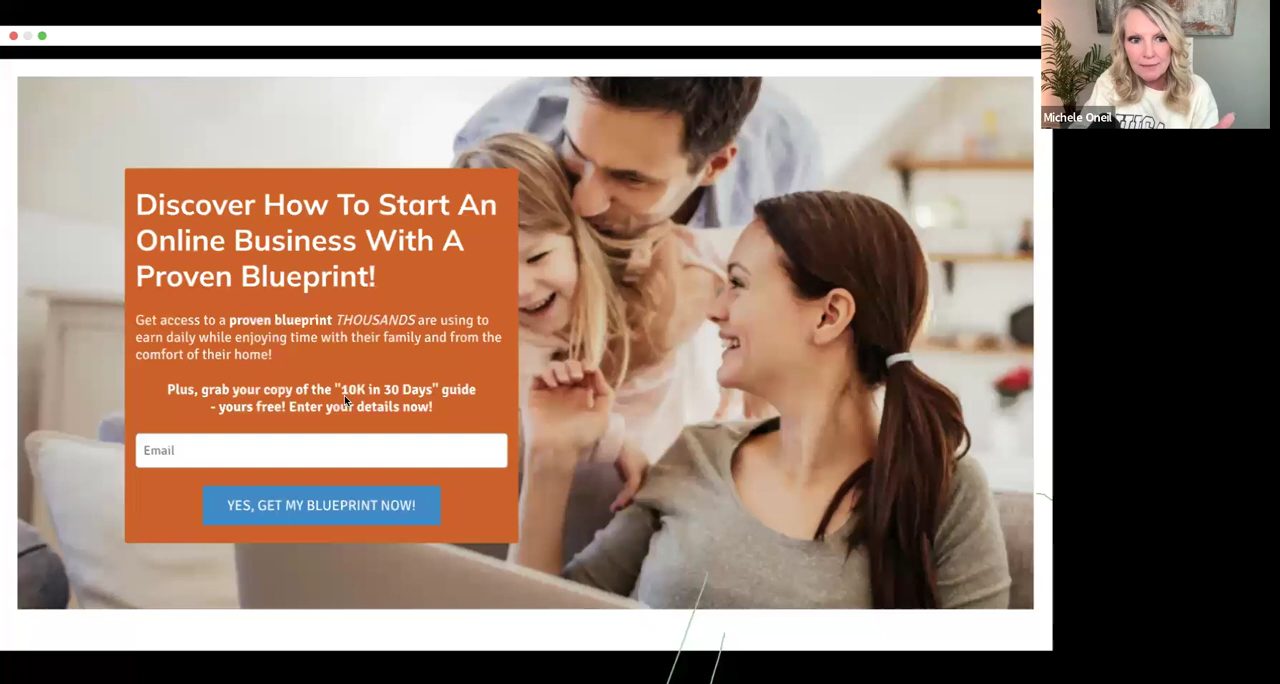 Michele Oneil
Discover How To Start An
Online Business With A
Proven Blueprint!
Get access to a proven blueprint THOUSANDS are using to
earn daily while enjoying time with their family and from the
comfort of their home!
Plus, grab your copy of the "10K in 30 Days" guide
- yours free! Enter your details now!
Email
YES, GET MY BLUEPRINT NOW!